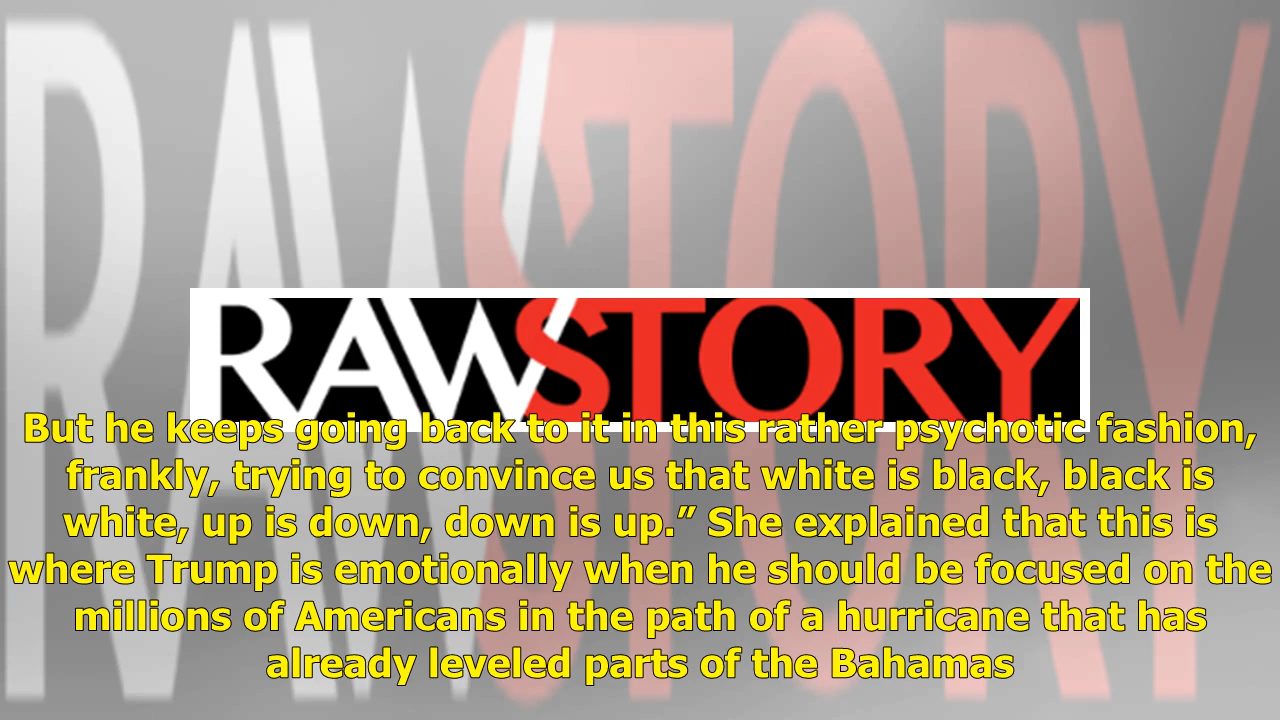 RAWSTORY
RAWSTORY
But he keeps going back to it in this rather psychotic fashion,
frankly, trying to convince us that white is black, black is
white, up is down, down is up.” She explained that this is
where Trump is emotionally when he should be focused on the
millions of Americans in the path of a hurricane that has
already leveled parts of the Bahamas